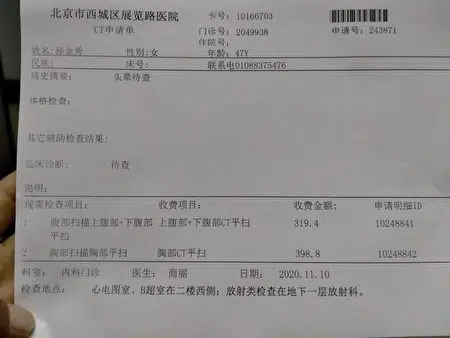 北京市西城区展览路医院 卡号: 10166703
CT申请单 门诊号: 2049938 申请号: 243871
住院号:
姓名:孙金秀 性别:女 年龄: 47Y
民族: 床号: 联系电01088375476
病史摘要: 头晕待查
体格检查:
其它辅助检查结果:
临床诊断: 待查
说明:
现需检查项目: 收费项目: 收费金额: 申请明细ID
1 腹部扫描上腹部+下腹部 上腹部+下腹部CT平扫 319.4 10248841
平扫
2 胸部扫描胸部平扫 胸部CT平扫 398.8 10248842
科室: 内科门诊 医生: 商丽 日期: 2020.11.10
检查地点: 心电图室、B超室在二楼西侧；放射类检查在地下一层放射科。